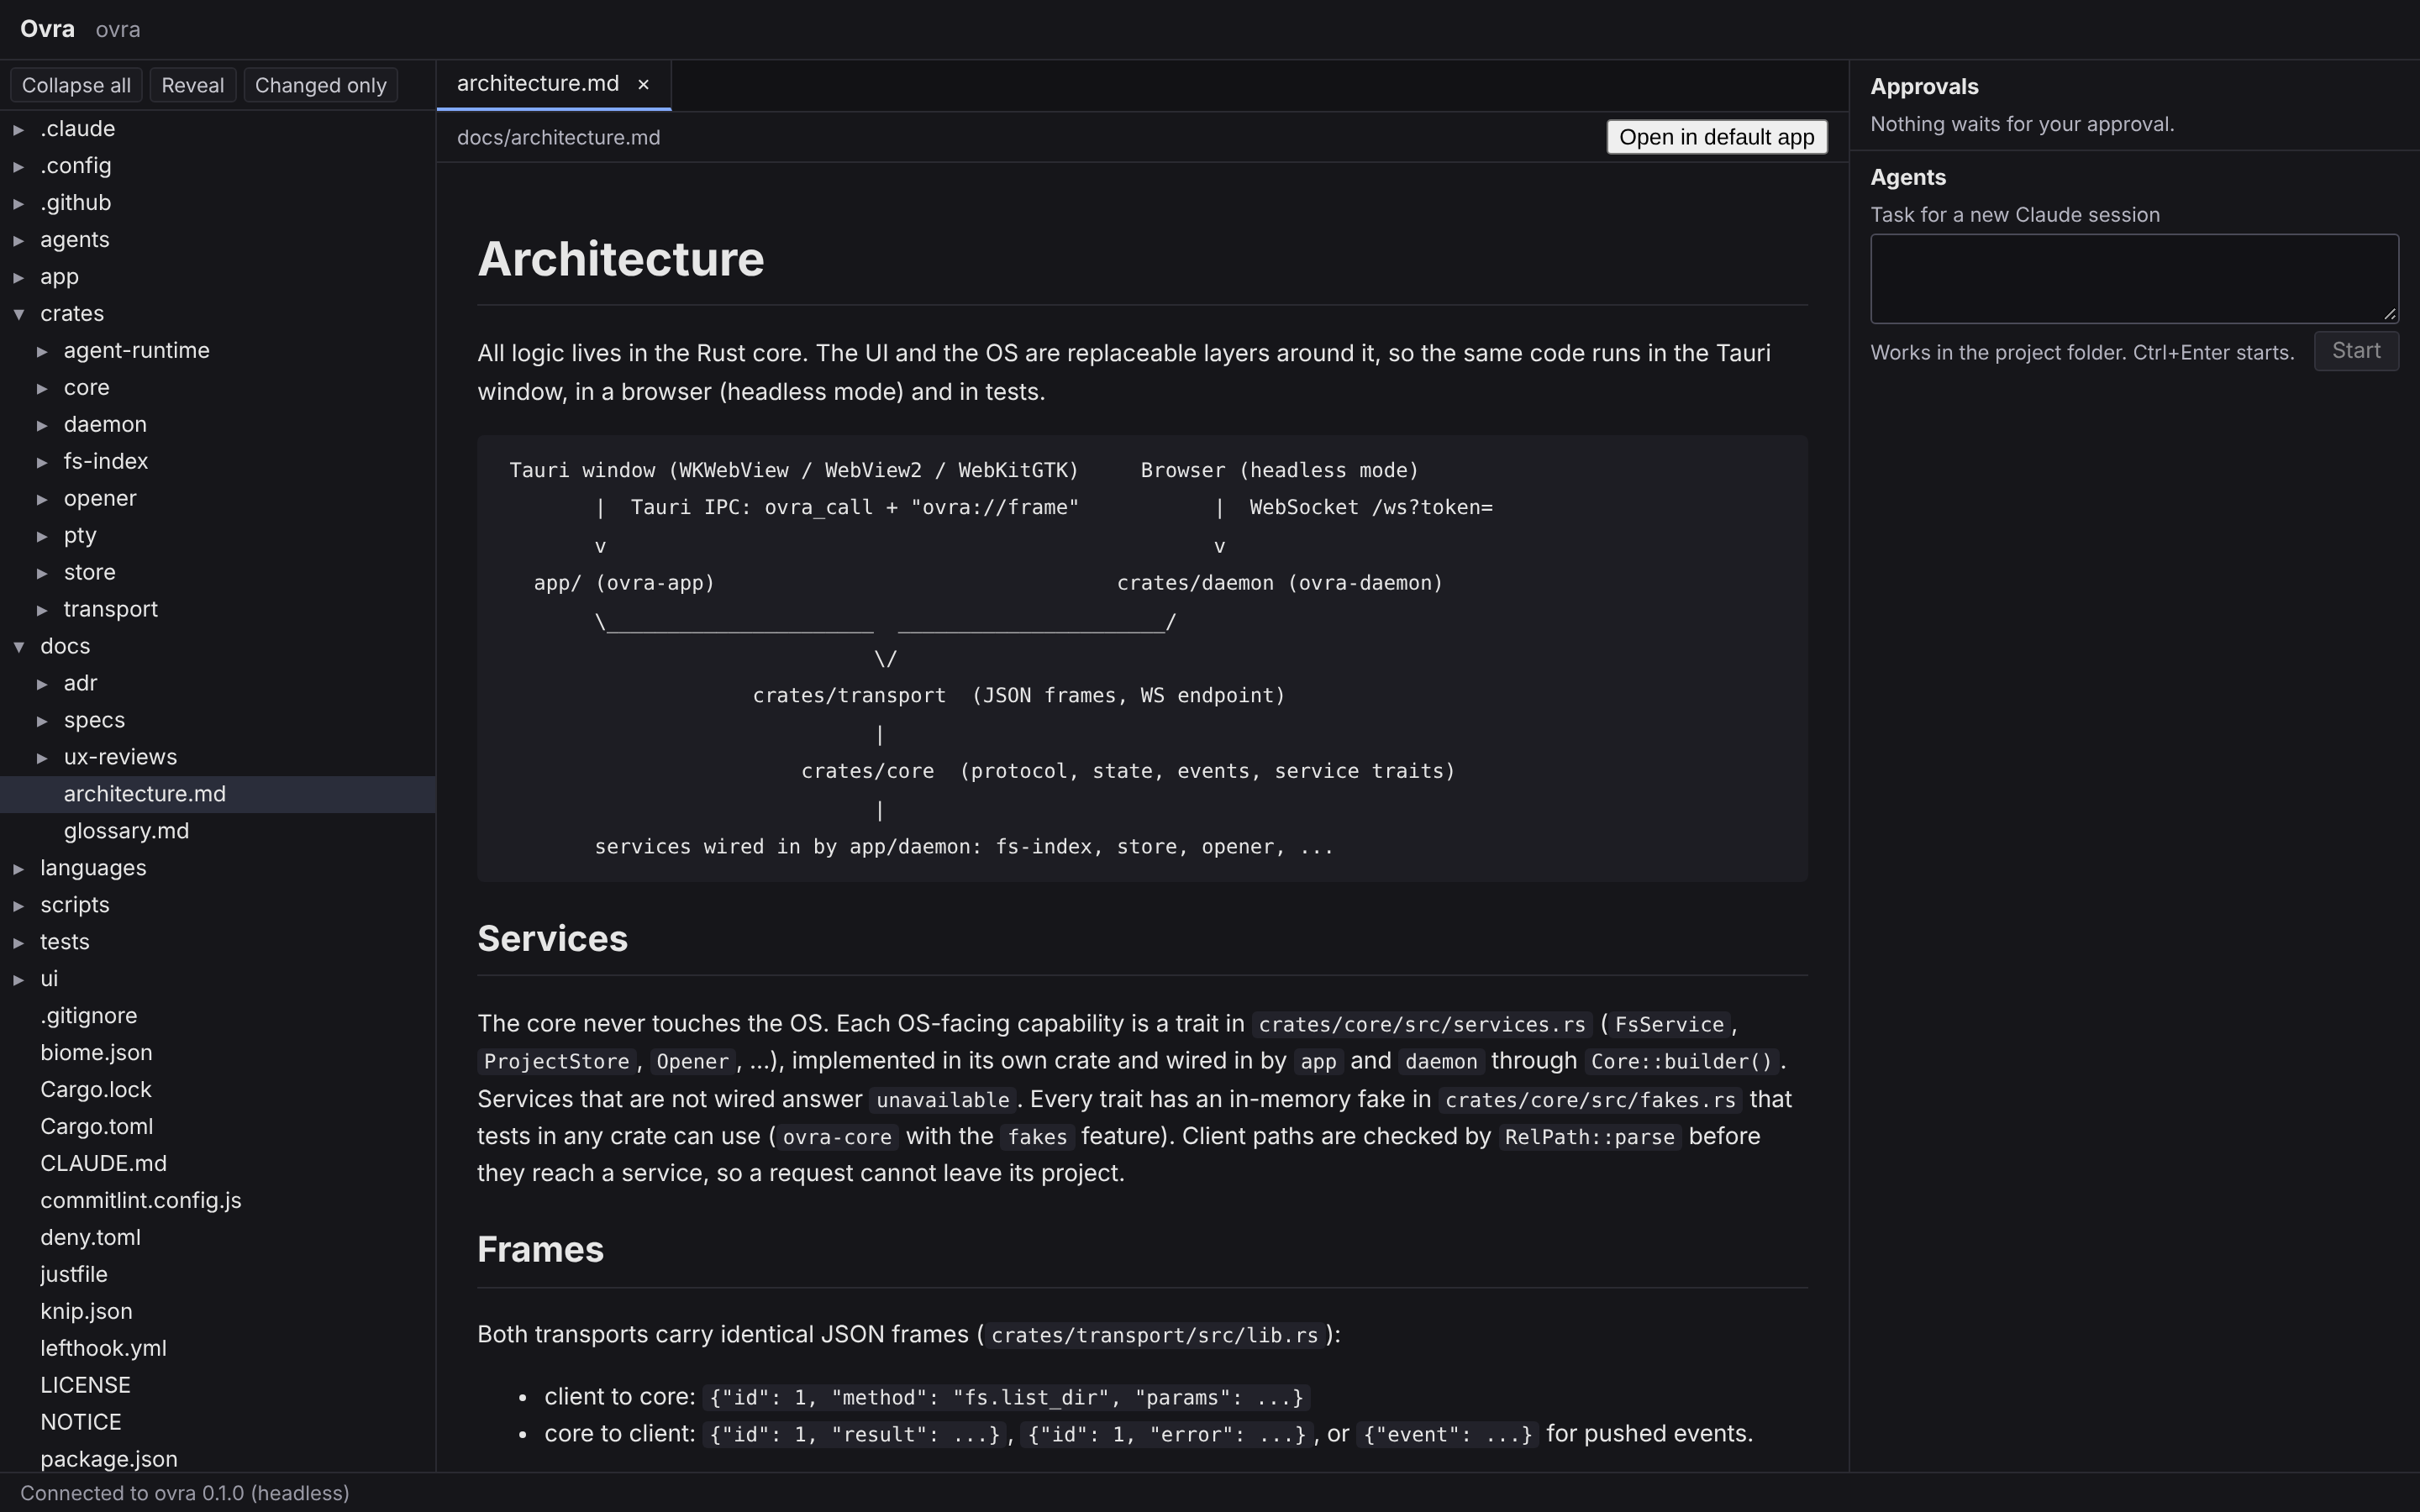 Ovra ovra
Collapse all Reveal Changed only
.claude
.config
.github
agents
app
crates
agent-runtime
core
daemon
fs-index
opener
pty
store
transport
docs
adr
specs
ux-reviews
architecture.md
glossary.md
languages
scripts
tests
ui
.gitignore
biome.json
Cargo.lock
Cargo.toml
CLAUDE.md
commitlint.config.js
deny.toml
justfile
knip.json
lefthook.yml
LICENSE
NOTICE
package.json
architecture.md ×
docs/architecture.md Open in default app
Architecture
All logic lives in the Rust core. The UI and the OS are replaceable layers around it, so the same code runs in the Tauri
window, in a browser (headless mode) and in tests.
Tauri window (WKWebView / WebView2 / WebKitGTK)     Browser (headless mode)
       |  Tauri IPC: ovra_call + "ovra://frame"           |  WebSocket /ws?token=
       v                                                  v
  app/ (ovra-app)                                 crates/daemon (ovra-daemon)
       \______________________  ______________________/
                              \/
                    crates/transport  (JSON frames, WS endpoint)
                              |
                        crates/core  (protocol, state, events, service traits)
                              |
       services wired in by app/daemon: fs-index, store, opener, ...
Services
The core never touches the OS. Each OS-facing capability is a trait in crates/core/src/services.rs (FsService,
ProjectStore, Opener, ...), implemented in its own crate and wired in by app and daemon through Core::builder().
Services that are not wired answer unavailable. Every trait has an in-memory fake in crates/core/src/fakes.rs that
tests in any crate can use (ovra-core with the fakes feature). Client paths are checked by RelPath::parse before
they reach a service, so a request cannot leave its project.
Frames
Both transports carry identical JSON frames (crates/transport/src/lib.rs):
• client to core: {"id": 1, "method": "fs.list_dir", "params": ...}
• core to client: {"id": 1, "result": ...}, {"id": 1, "error": ...}, or {"event": ...} for pushed events.
Approvals
Nothing waits for your approval.
Agents
Task for a new Claude session
Works in the project folder. Ctrl+Enter starts. Start
Connected to ovra 0.1.0 (headless)